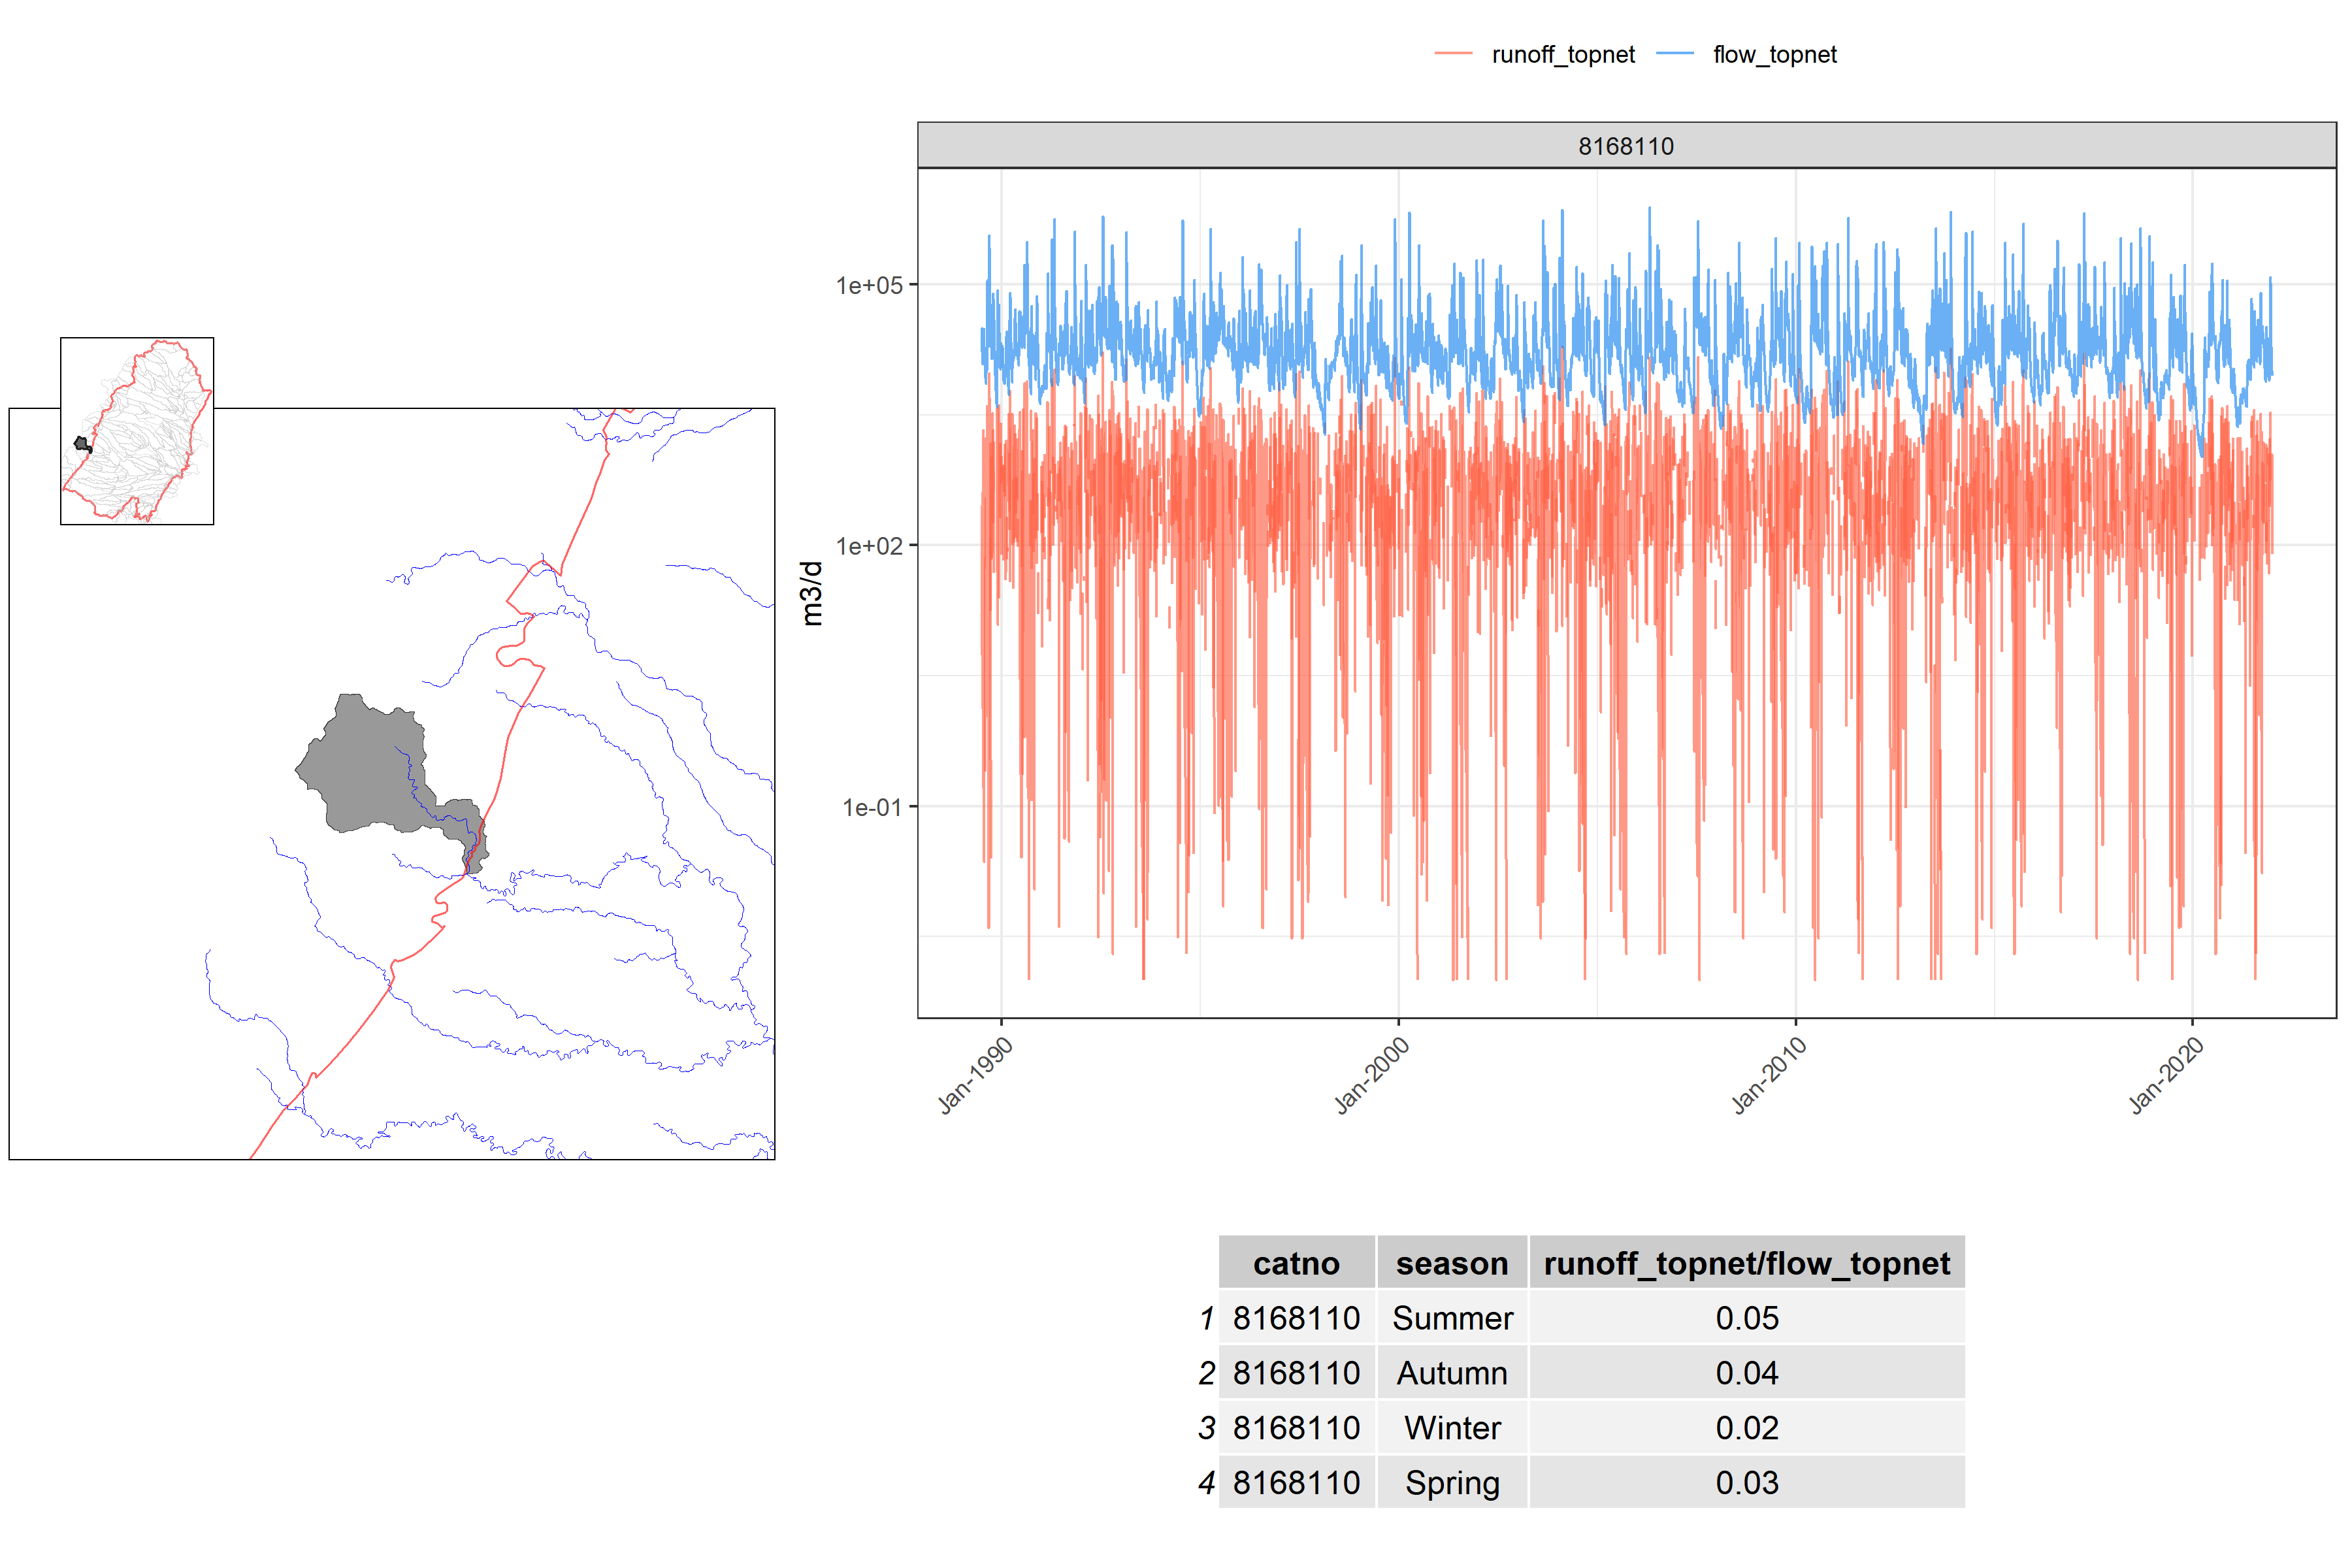 runoff_topnet flow_topnet
8168110
1e+05
1e+02
1e-01
m3/d
Jan-1990 Jan-2000 Jan-2010 Jan-2020
catno season runoff_topnet/flow_topnet
1 8168110 Summer 0.05
2 8168110 Autumn 0.04
3 8168110 Winter 0.02
4 8168110 Spring 0.03